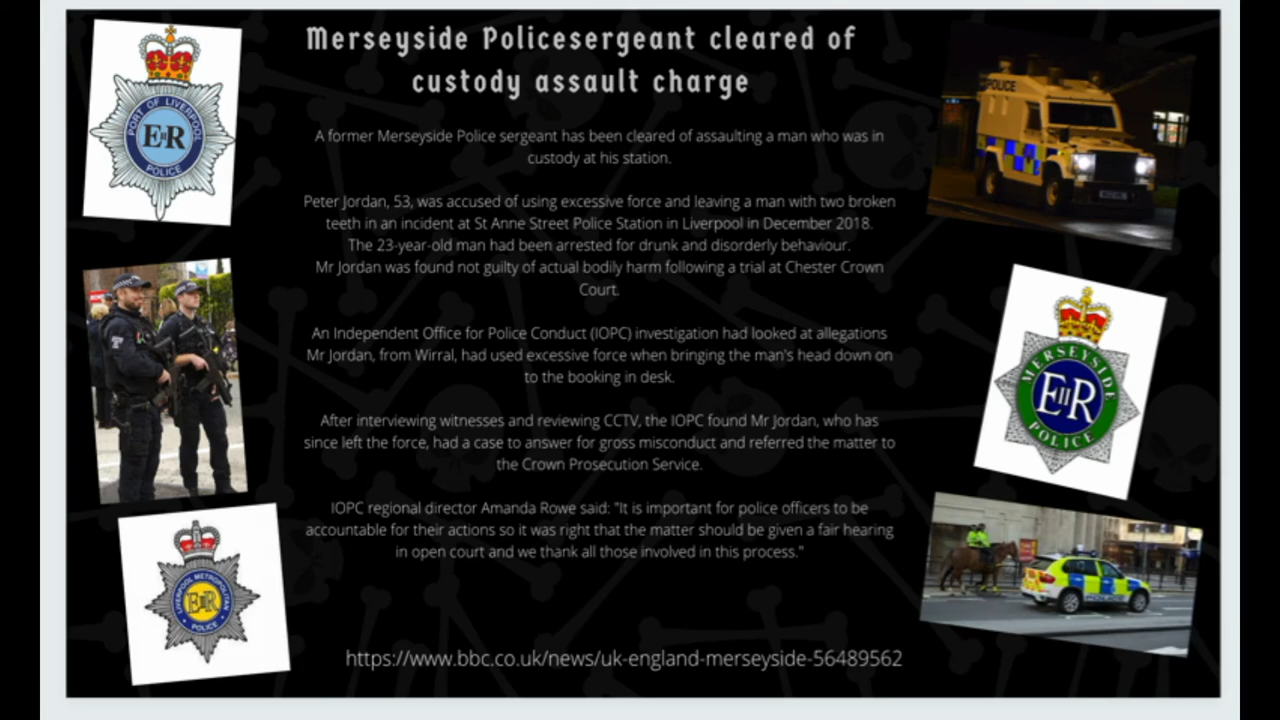 Merseyside Policesergeant cleared of
custody assault charge
A former Merseyside Police sergeant has been cleared of assaulting a man who was in
custody at his station.
Peter Jordan, 53, was accused of using excessive force and leaving a man with two broken
teeth in an incident at St Anne Street Police Station in Liverpool in December 2018.
The 23-year-old man had been arrested for drunk and disorderly behaviour.
Mr Jordan was found not guilty of actual bodily harm following a trial at Chester Crown
Court.
An Independent Office for Police Conduct (IOPC) investigation had looked at allegations
Mr Jordan, from Wirral, had used excessive force when bringing the man's head down on
to the booking in desk.
After interviewing witnesses and reviewing CCTV, the IOPC found Mr Jordan, who has
since left the force, had a case to answer for gross misconduct and referred the matter to
the Crown Prosecution Service.
IOPC regional director Amanda Rowe said: "It is important for police officers to be
accountable for their actions so it was right that the matter should be given a fair hearing
in open court and we thank all those involved in this process."
https://www.bbc.co.uk/news/uk-england-merseyside-56489562
PORT OF LIVERPOOL
EIIR
POLICE
LIVERPOOL METROPOLITAN
EIIR
POLICE
POLICE
MERSEYSIDE
EIIR
POLICE